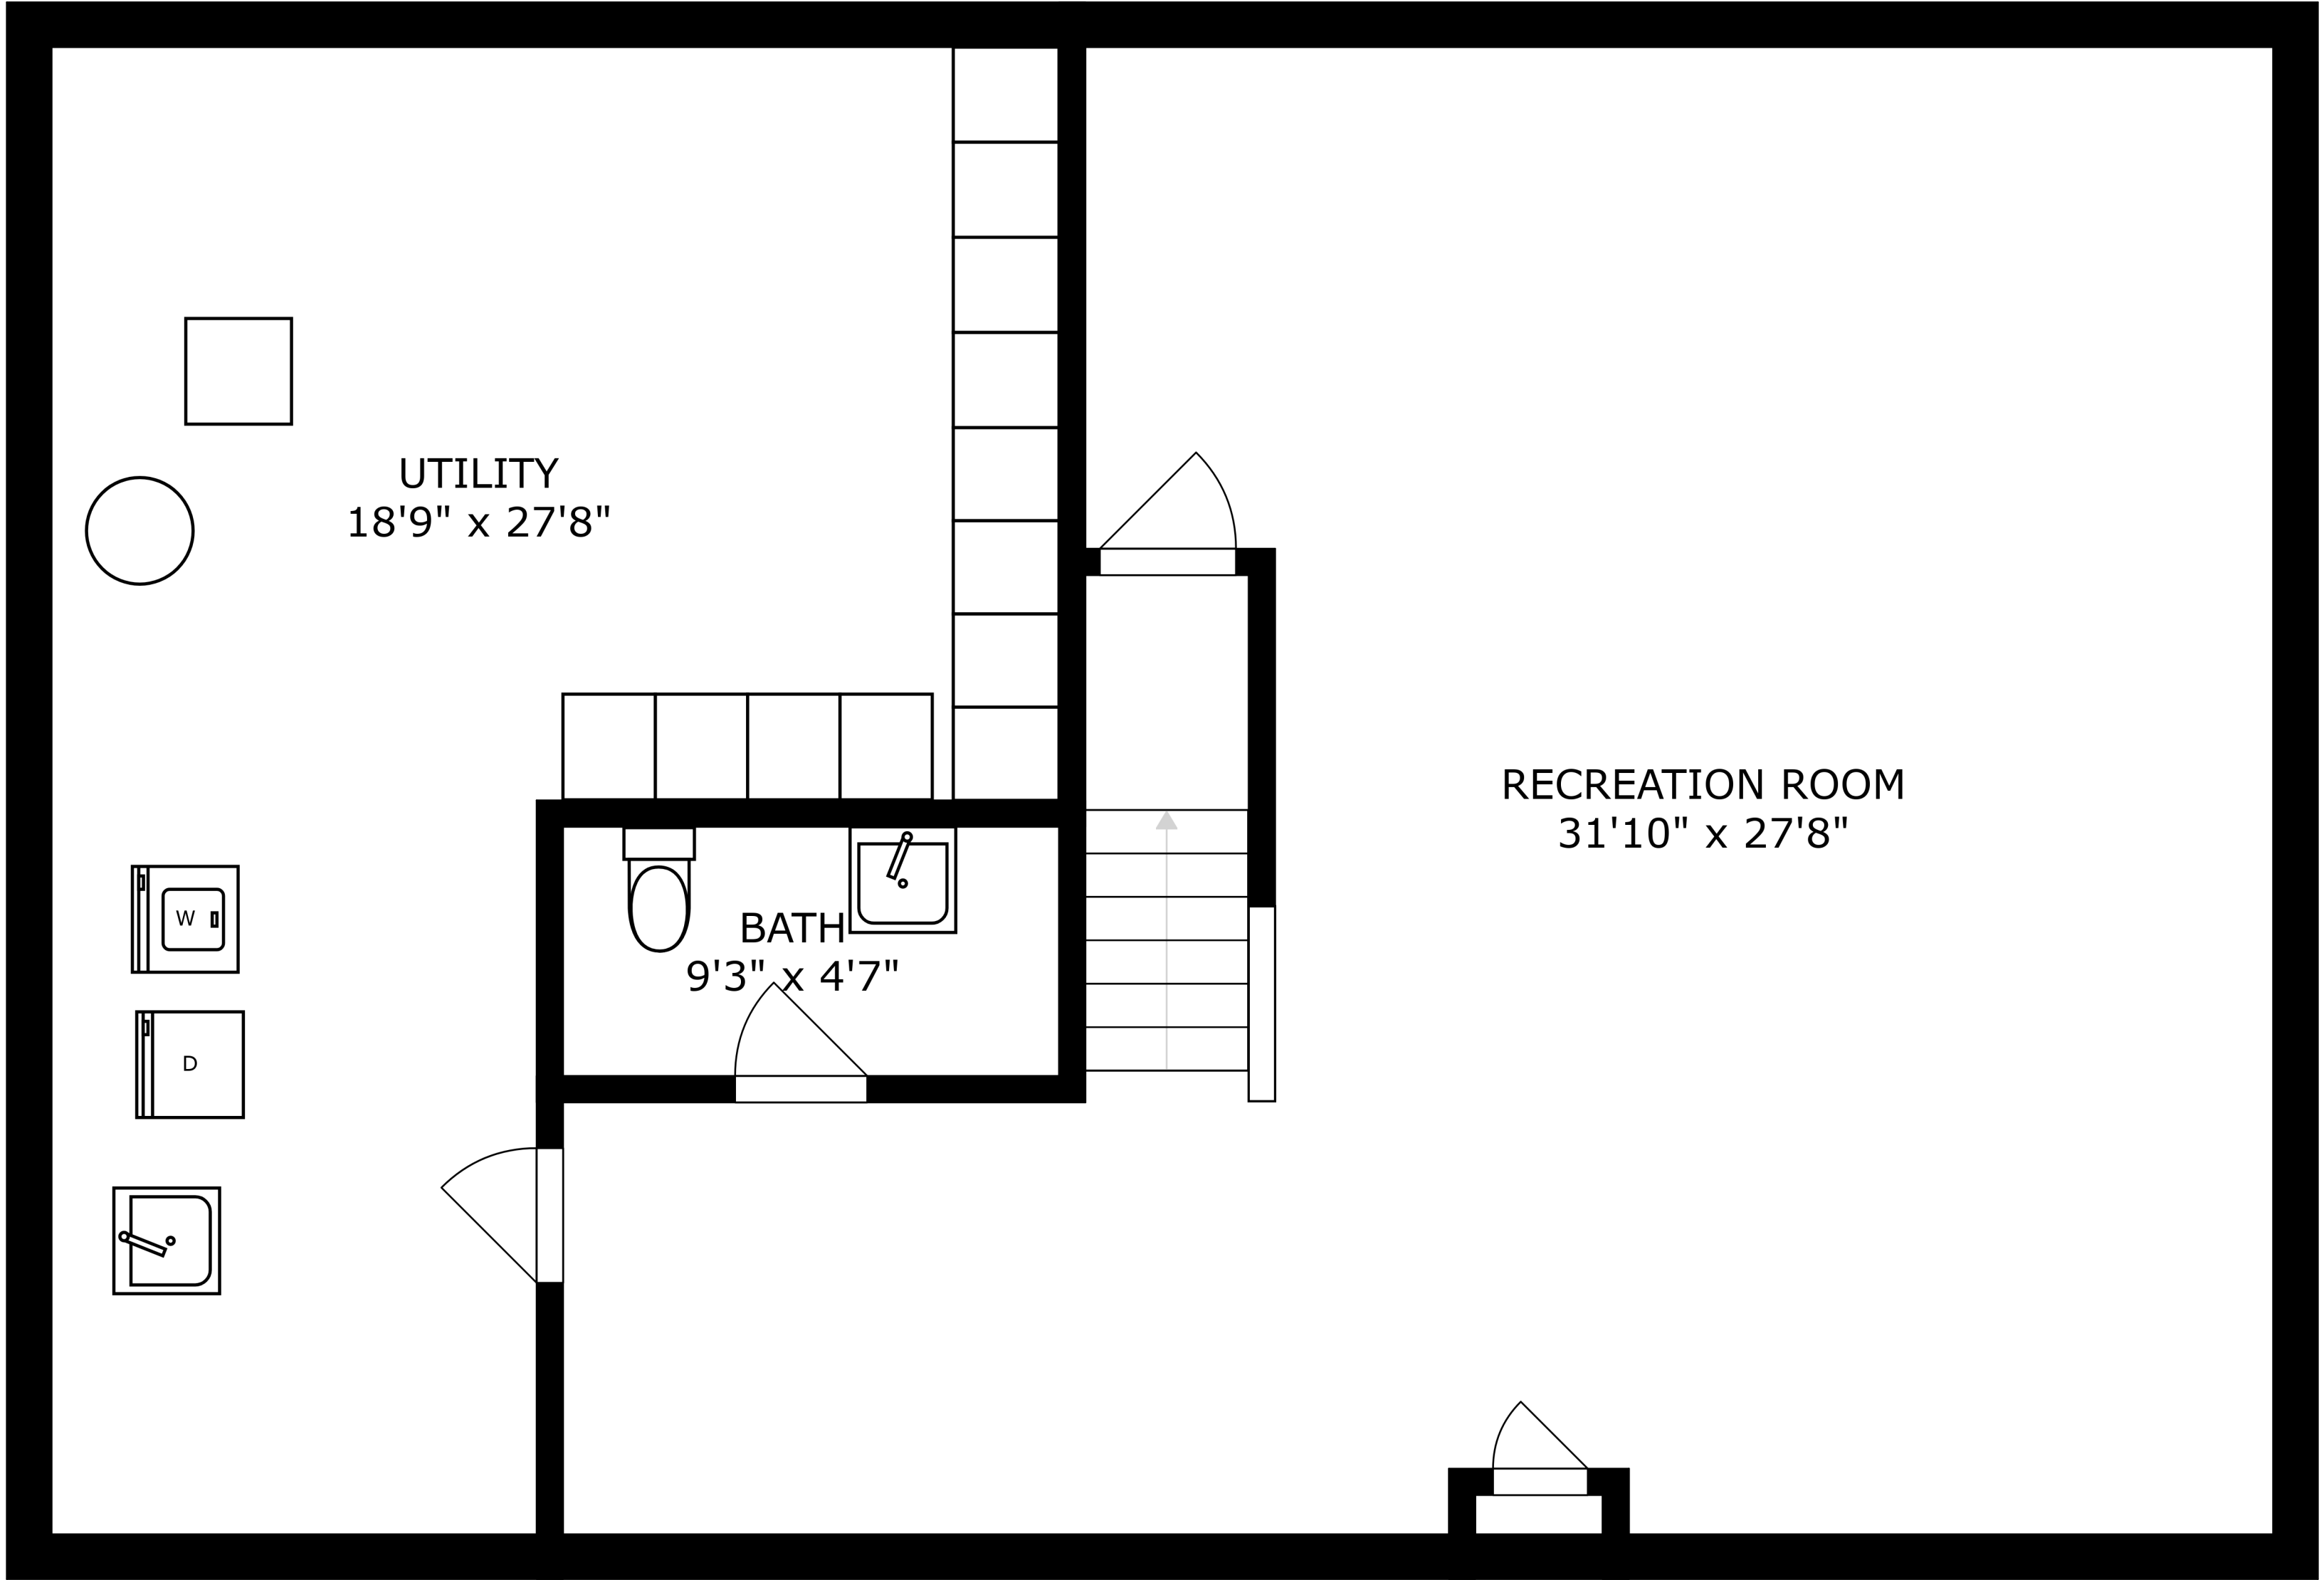 UTILITY
18'9" x 27'8"
RECREATION ROOM
31'10" x 27'8"
W
BATH
9'3" x 4'7"
D